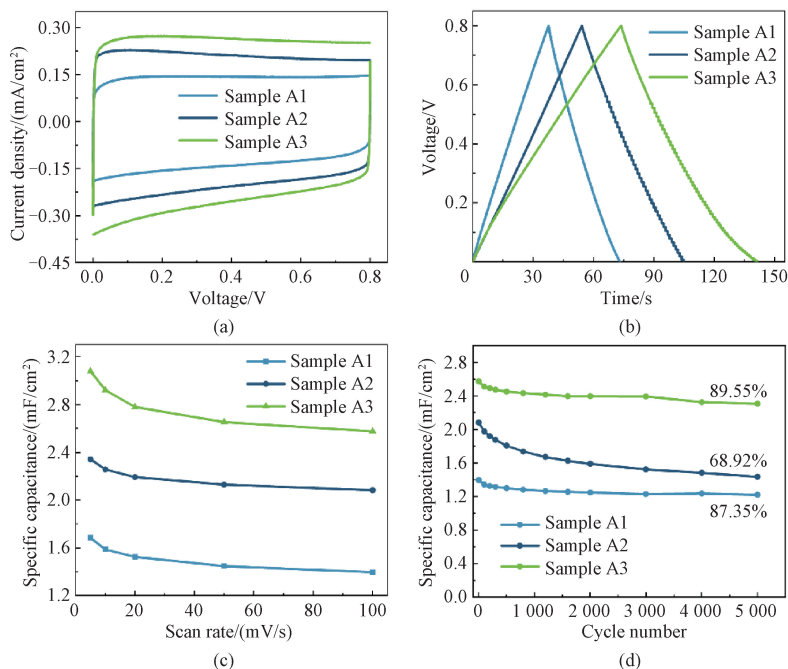 0.45
0.30
0.15
0.00
−0.15
−0.30
−0.45
Current density/(mA/cm²)
Sample A1
Sample A2
Sample A3
0.0 0.2 0.4 0.6 0.8
Voltage/V
(a)
0.8
0.6
0.4
0.2
Voltage/V
Sample A1
Sample A2
Sample A3
30 60 90 120 150
Time/s
(b)
3.2
2.8
2.4
2.0
1.6
1.2
Specific capacitance/(mF/cm²)
Sample A1
Sample A2
Sample A3
0 20 40 60 80 100
Scan rate/(mV/s)
(c)
2.8
2.4
2.0
1.6
1.2
0.8
0.4
0.0
Specific capacitance/(mF/cm²)
89.55%
68.92%
87.35%
Sample A1
Sample A2
Sample A3
0 1 000 2 000 3 000 4 000 5 000
Cycle number
(d)